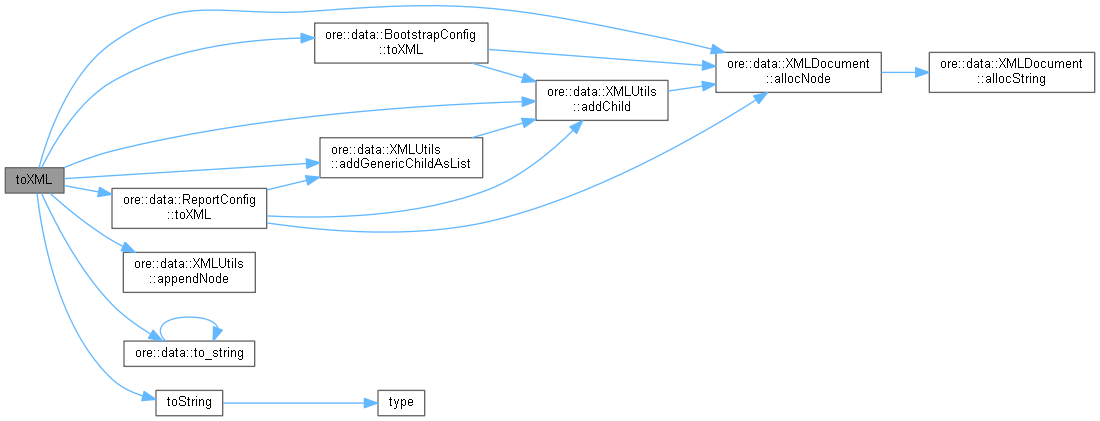 ore::data::BootstrapConfig
::toXML
ore::data::XMLDocument
::allocNode
ore::data::XMLDocument
::allocString
ore::data::XMLUtils
::addChild
ore::data::XMLUtils
::addGenericChildAsList
toXML
ore::data::ReportConfig
::toXML
ore::data::XMLUtils
::appendNode
ore::data::to_string
toString
type